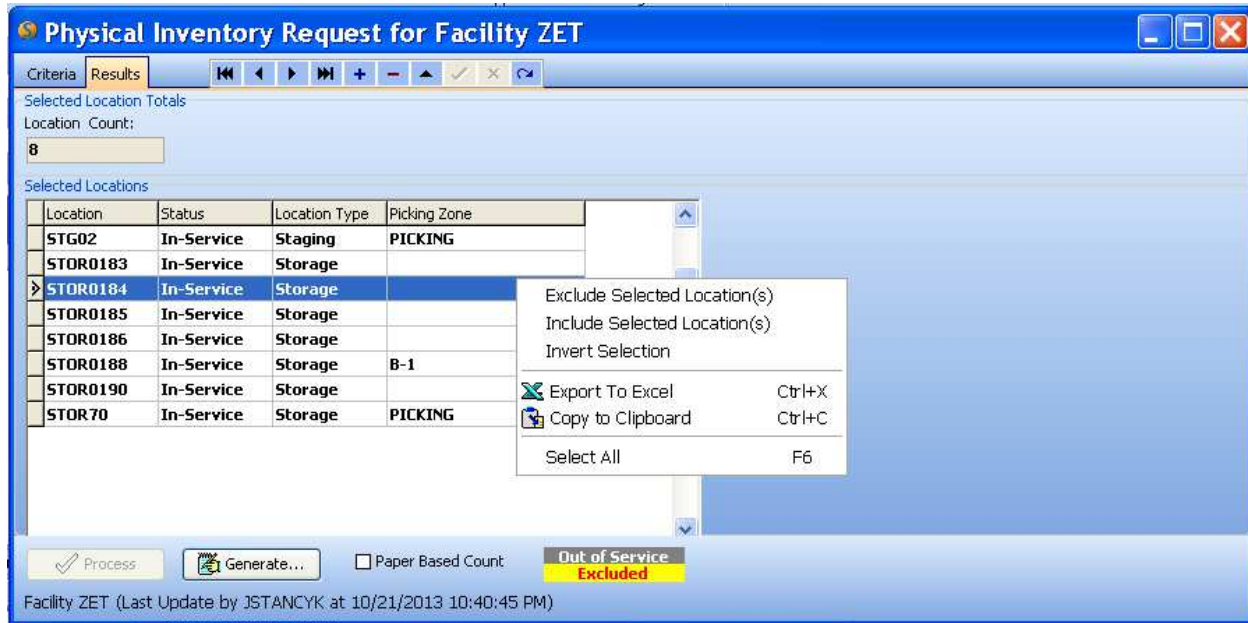 Physical Inventory Request for Facility ZET
Criteria Results
Selected Location Totals
Location Count:
8
Selected Locations
Location Status Location Type Picking Zone
STG02 In-Service Staging PICKING
STOR0183 In-Service Storage
STOR0184 In-Service Storage
STOR0185 In-Service Storage
STOR0186 In-Service Storage
STOR0188 In-Service Storage B-1
STOR0190 In-Service Storage
STOR70 In-Service Storage PICKING
Exclude Selected Location(s)
Include Selected Location(s)
Invert Selection
Export To Excel Ctrl+X
Copy to Clipboard Ctrl+C
Select All F6
Process Generate... Paper Based Count Out of Service
Excluded
Facility ZET (Last Update by JSTANCYK at 10/21/2013 10:40:45 PM)